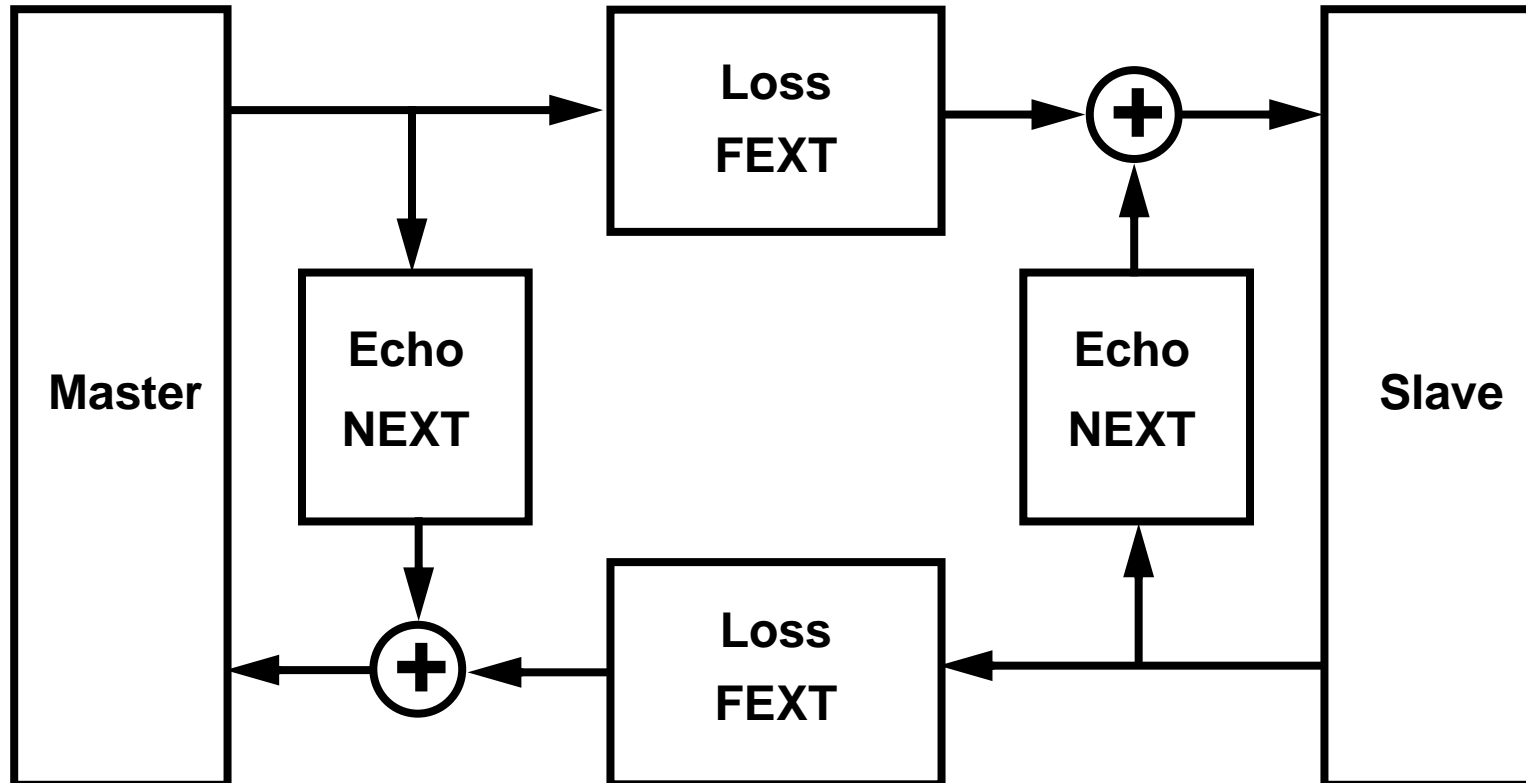 Loss
FEXT
+
Echo
NEXT
Echo
NEXT
Master
Slave
Loss
FEXT
+